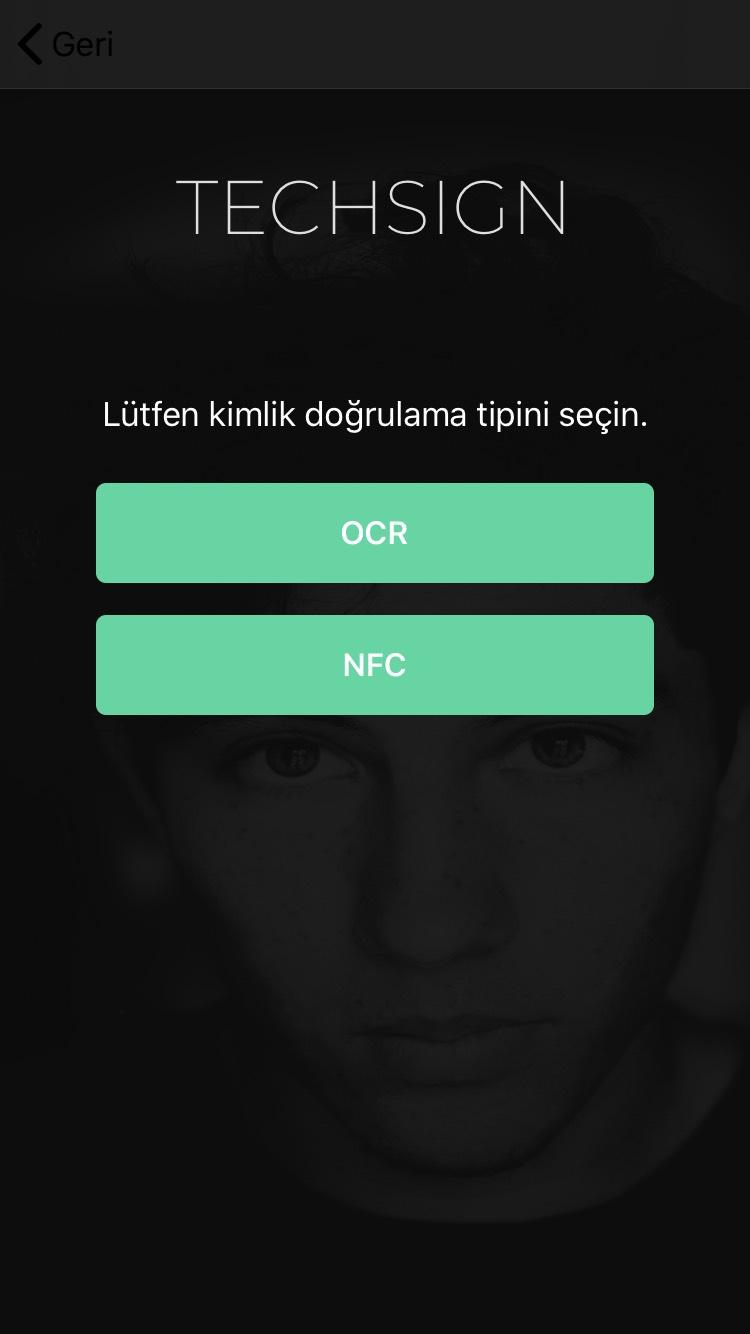 Geri
TECHSIGN
Lütfen kimlik doğrulama tipini seçin.
OCR
NFC